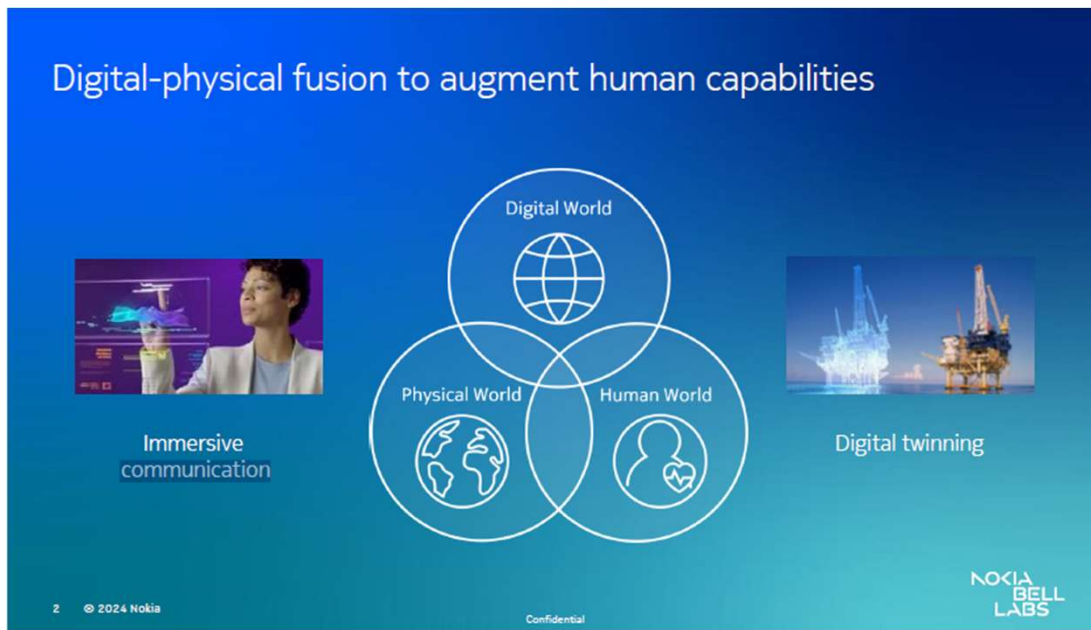 Digital-physical fusion to augment human capabilities
Digital World
Physical World
Human World
Immersive
communication
Digital twinning
2 © 2024 Nokia
Confidential
NOKIA
BELL
LABS